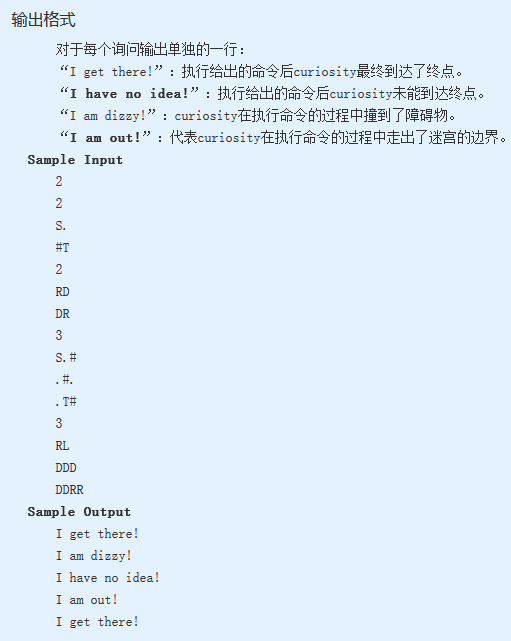 输出格式
对于每个询问输出单独的一行：
“I get there!”：执行给出的命令后curiosity最终到达了终点。
“I have no idea!”：执行给出的命令后curiosity未能到达终点。
“I am dizzy!”：curiosity在执行命令的过程中撞到了障碍物。
“I am out!”：代表curiosity在执行命令的过程中走出了迷宫的边界。
Sample Input
2
2
S.
#T
2
RD
DR
3
S.#
.#.
.T#
3
RL
DDD
DDRR
Sample Output
I get there!
I am dizzy!
I have no idea!
I am out!
I get there!